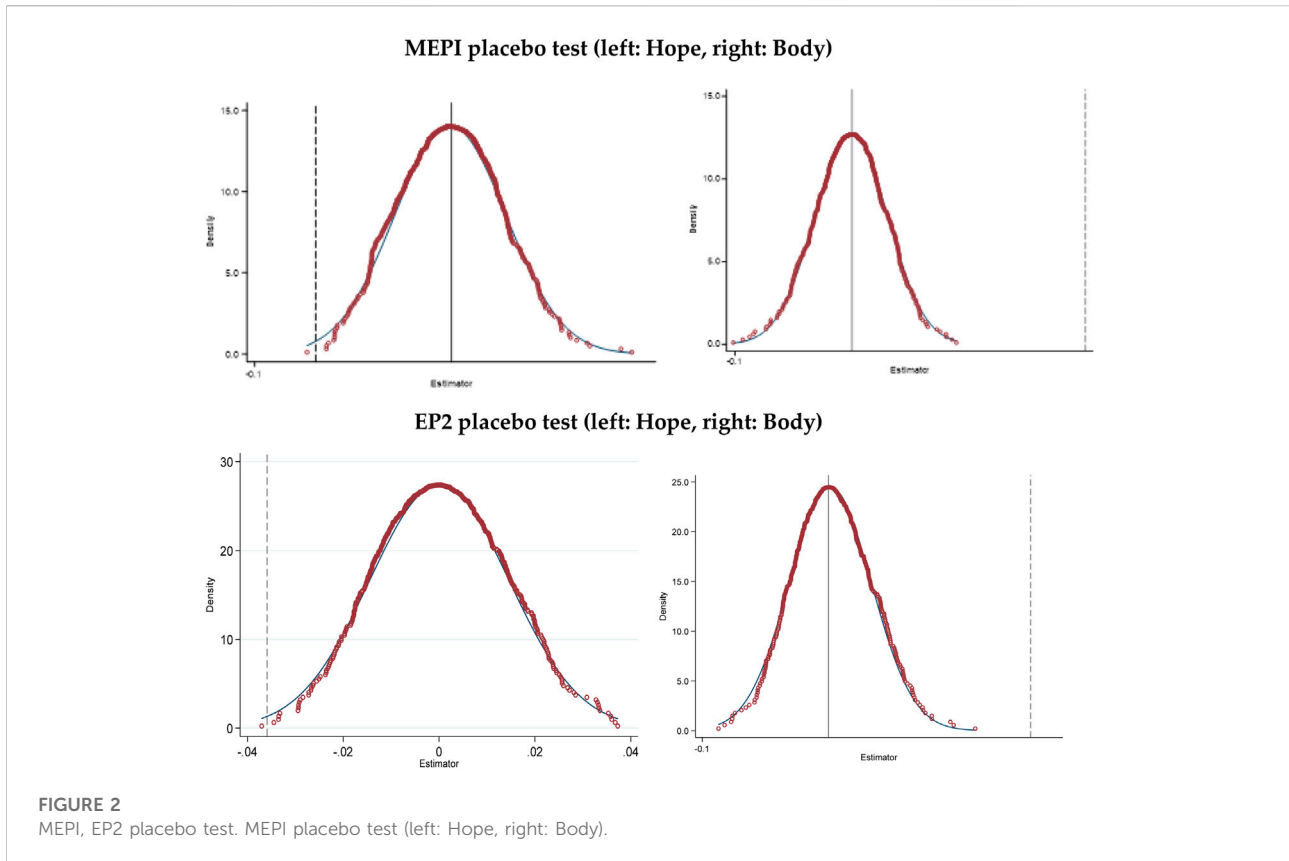 MEPI placebo test (left: Hope, right: Body)
15.0
10.0
5.0
0.0
Density
-0.1
Estimator
15.0
10.0
5.0
0.0
Density
-0.1
Estimator
EP2 placebo test (left: Hope, right: Body)
30
20
10
0
Density
-.04
-.02
0
.02
.04
Estimator
25.0
20.0
15.0
10.0
5.0
0.0
Density
-0.1
Estimator
FIGURE 2
MEPI, EP2 placebo test. MEPI placebo test (left: Hope, right: Body).